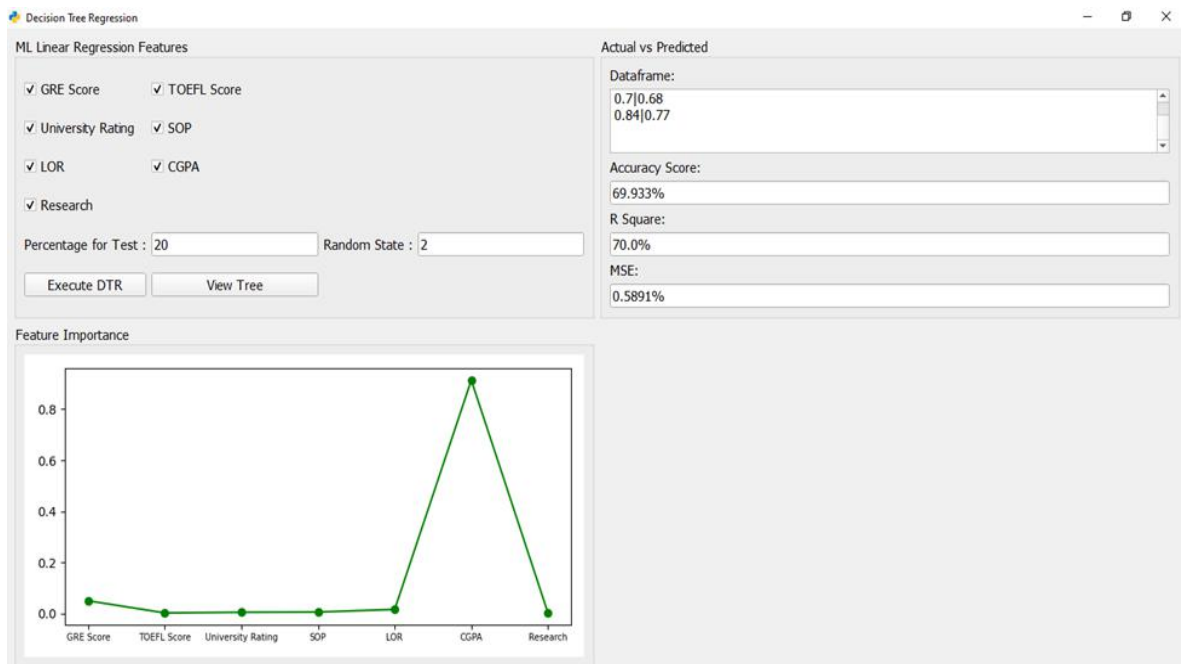 Decision Tree Regression
ML Linear Regression Features
GRE Score TOEFL Score
University Rating SOP
LOR CGPA
Research
Percentage for Test : 20 Random State : 2
Execute DTR View Tree
Actual vs Predicted
Dataframe:
0.7|0.68
0.84|0.77
Accuracy Score:
69.933%
R Square:
70.0%
MSE:
0.5891%
Feature Importance
0.8
0.6
0.4
0.2
0.0
GRE Score TOEFL Score University Rating SOP LOR CGPA Research